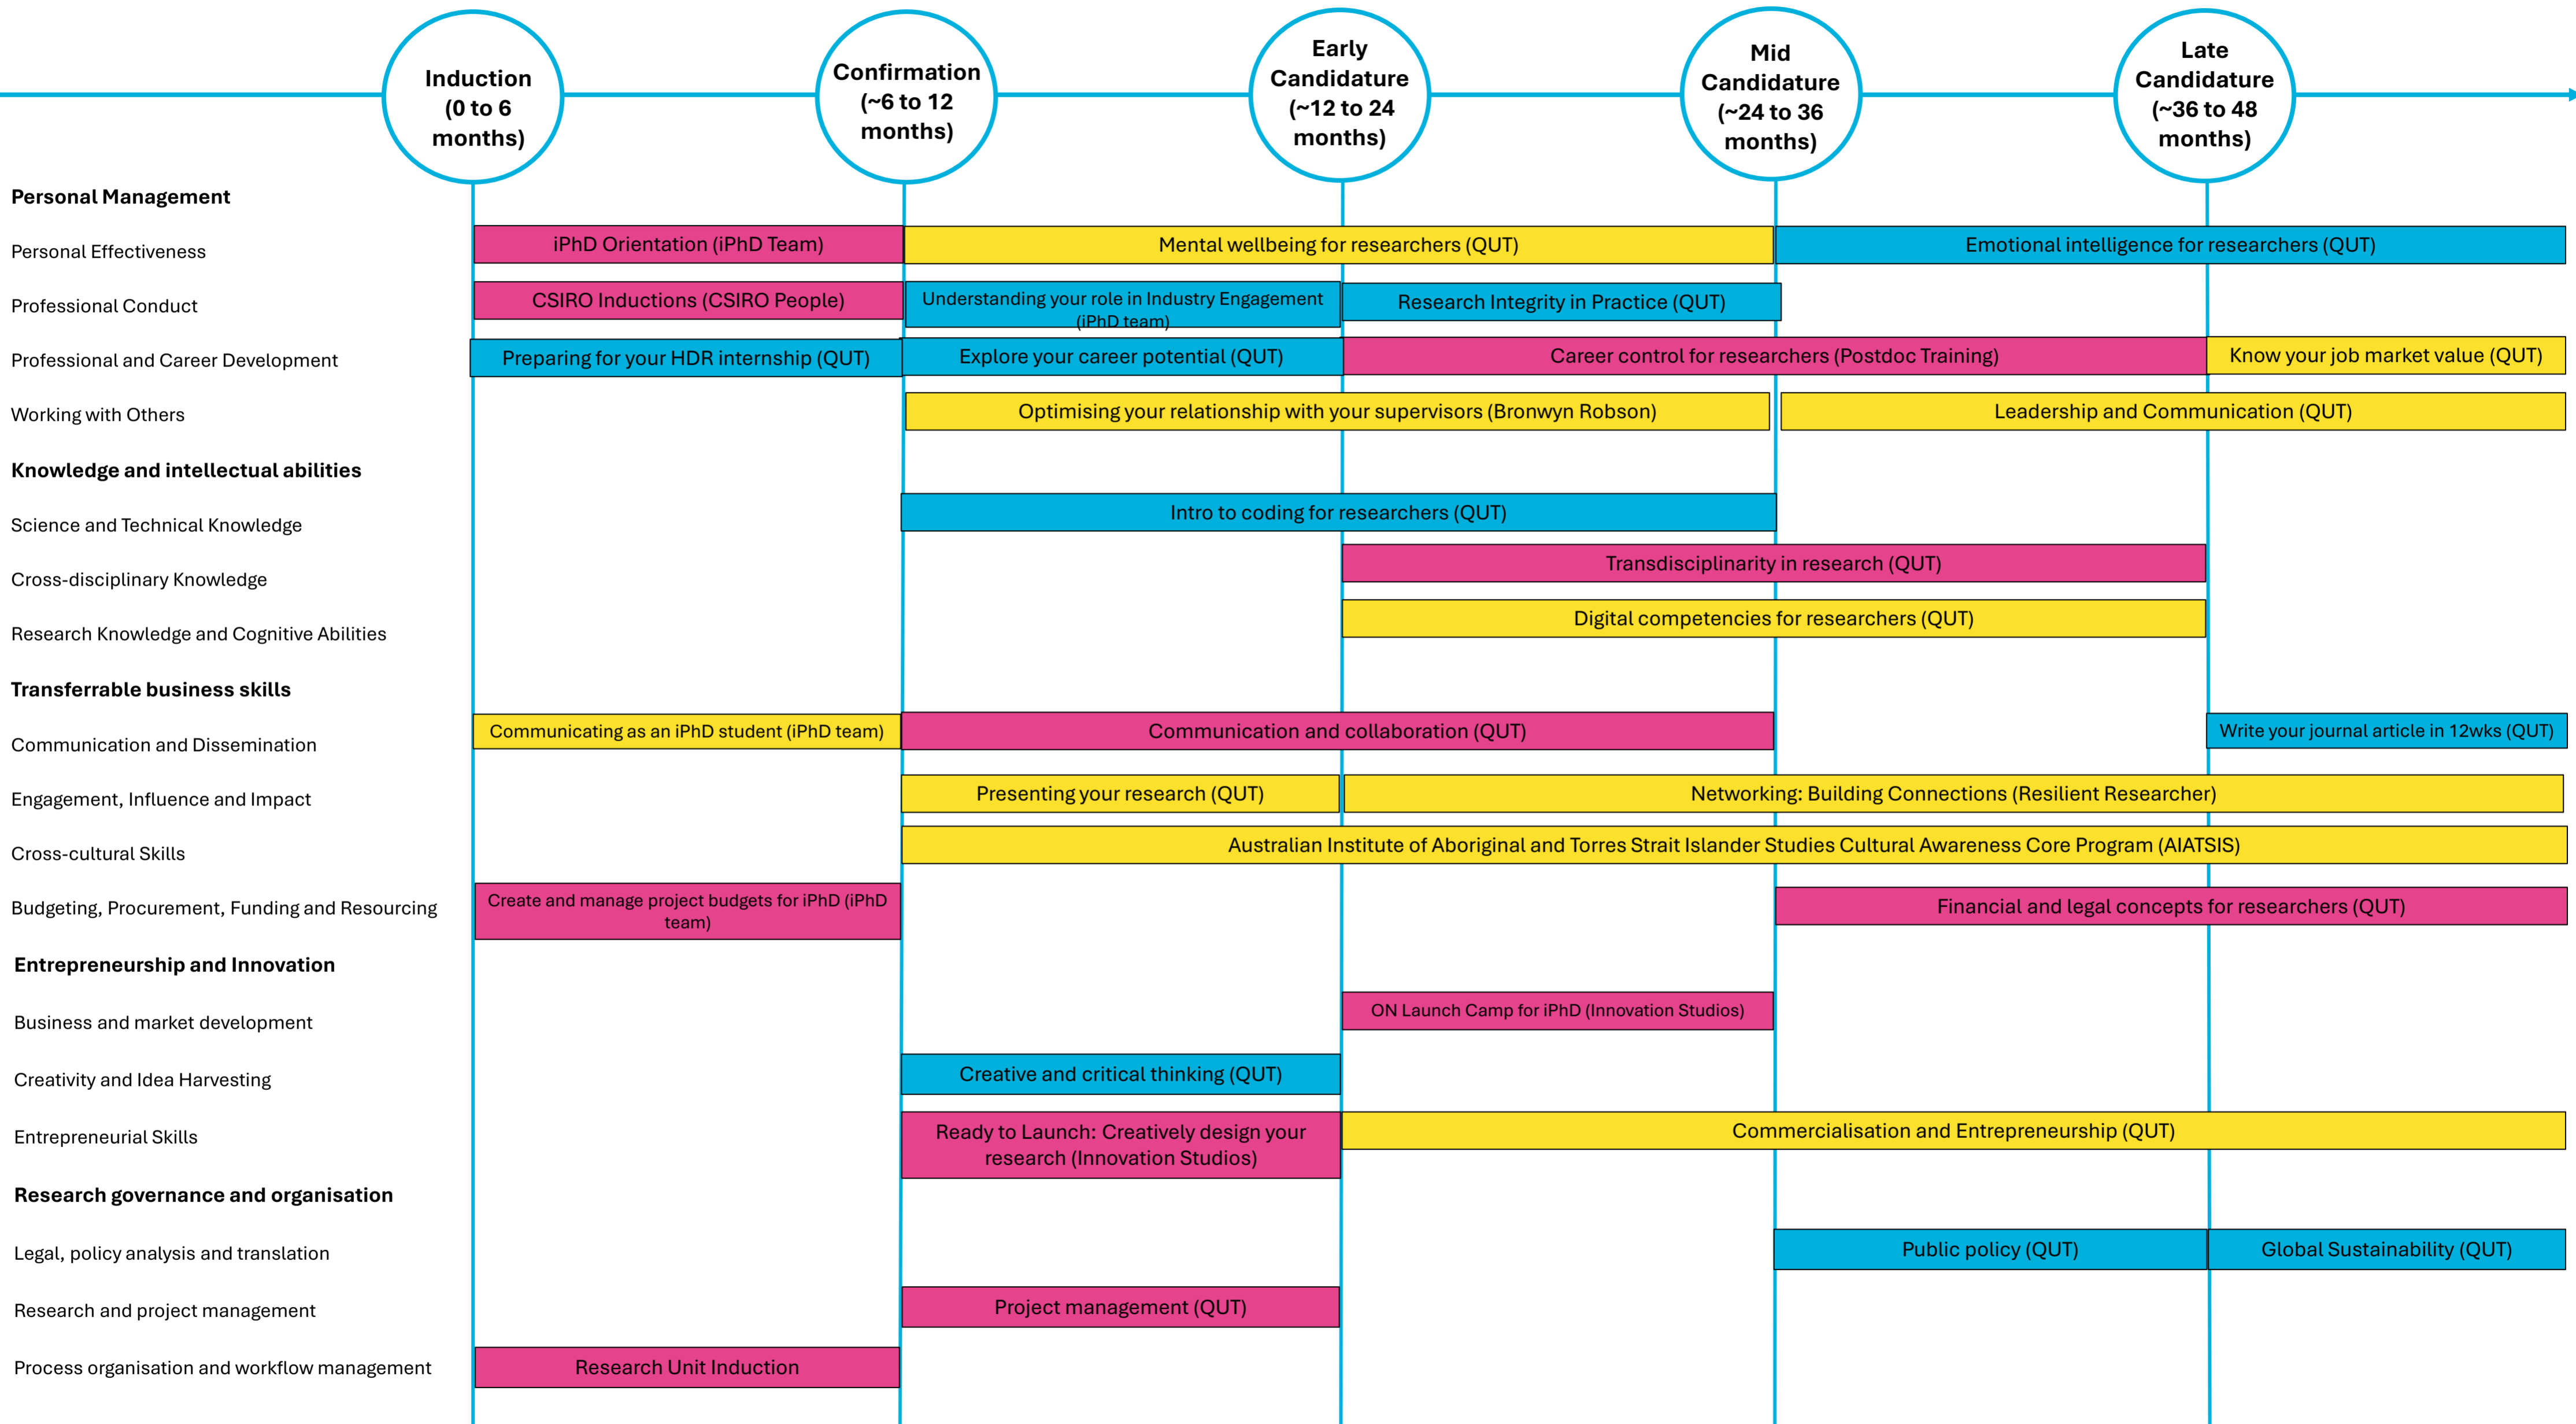 Induction
(0 to 6
months)
Confirmation
(~6 to 12
months)
Early
Candidature
(~12 to 24
months)
Mid
Candidature
(~24 to 36
months)
Late
Candidature
(~36 to 48
months)
Personal Management
Personal Effectiveness
iPhD Orientation (iPhD Team)
Mental wellbeing for researchers (QUT)
Emotional intelligence for researchers (QUT)
Professional Conduct
CSIRO Inductions (CSIRO People)
Understanding your role in Industry Engagement
(iPhD team)
Research Integrity in Practice (QUT)
Professional and Career Development
Preparing for your HDR internship (QUT)
Explore your career potential (QUT)
Career control for researchers (Postdoc Training)
Know your job market value (QUT)
Working with Others
Optimising your relationship with your supervisors (Bronwyn Robson)
Leadership and Communication (QUT)
Knowledge and intellectual abilities
Science and Technical Knowledge
Intro to coding for researchers (QUT)
Cross-disciplinary Knowledge
Transdisciplinarity in research (QUT)
Research Knowledge and Cognitive Abilities
Digital competencies for researchers (QUT)
Transferrable business skills
Communication and Dissemination
Communicating as an iPhD student (iPhD team)
Communication and collaboration (QUT)
Write your journal article in 12wks (QUT)
Engagement, Influence and Impact
Presenting your research (QUT)
Networking: Building Connections (Resilient Researcher)
Cross-cultural Skills
Australian Institute of Aboriginal and Torres Strait Islander Studies Cultural Awareness Core Program (AIATSIS)
Budgeting, Procurement, Funding and Resourcing
Create and manage project budgets for iPhD (iPhD
team)
Financial and legal concepts for researchers (QUT)
Entrepreneurship and Innovation
Business and market development
ON Launch Camp for iPhD (Innovation Studios)
Creativity and Idea Harvesting
Creative and critical thinking (QUT)
Entrepreneurial Skills
Ready to Launch: Creatively design your
research (Innovation Studios)
Commercialisation and Entrepreneurship (QUT)
Research governance and organisation
Legal, policy analysis and translation
Public policy (QUT)
Global Sustainability (QUT)
Research and project management
Project management (QUT)
Process organisation and workflow management
Research Unit Induction